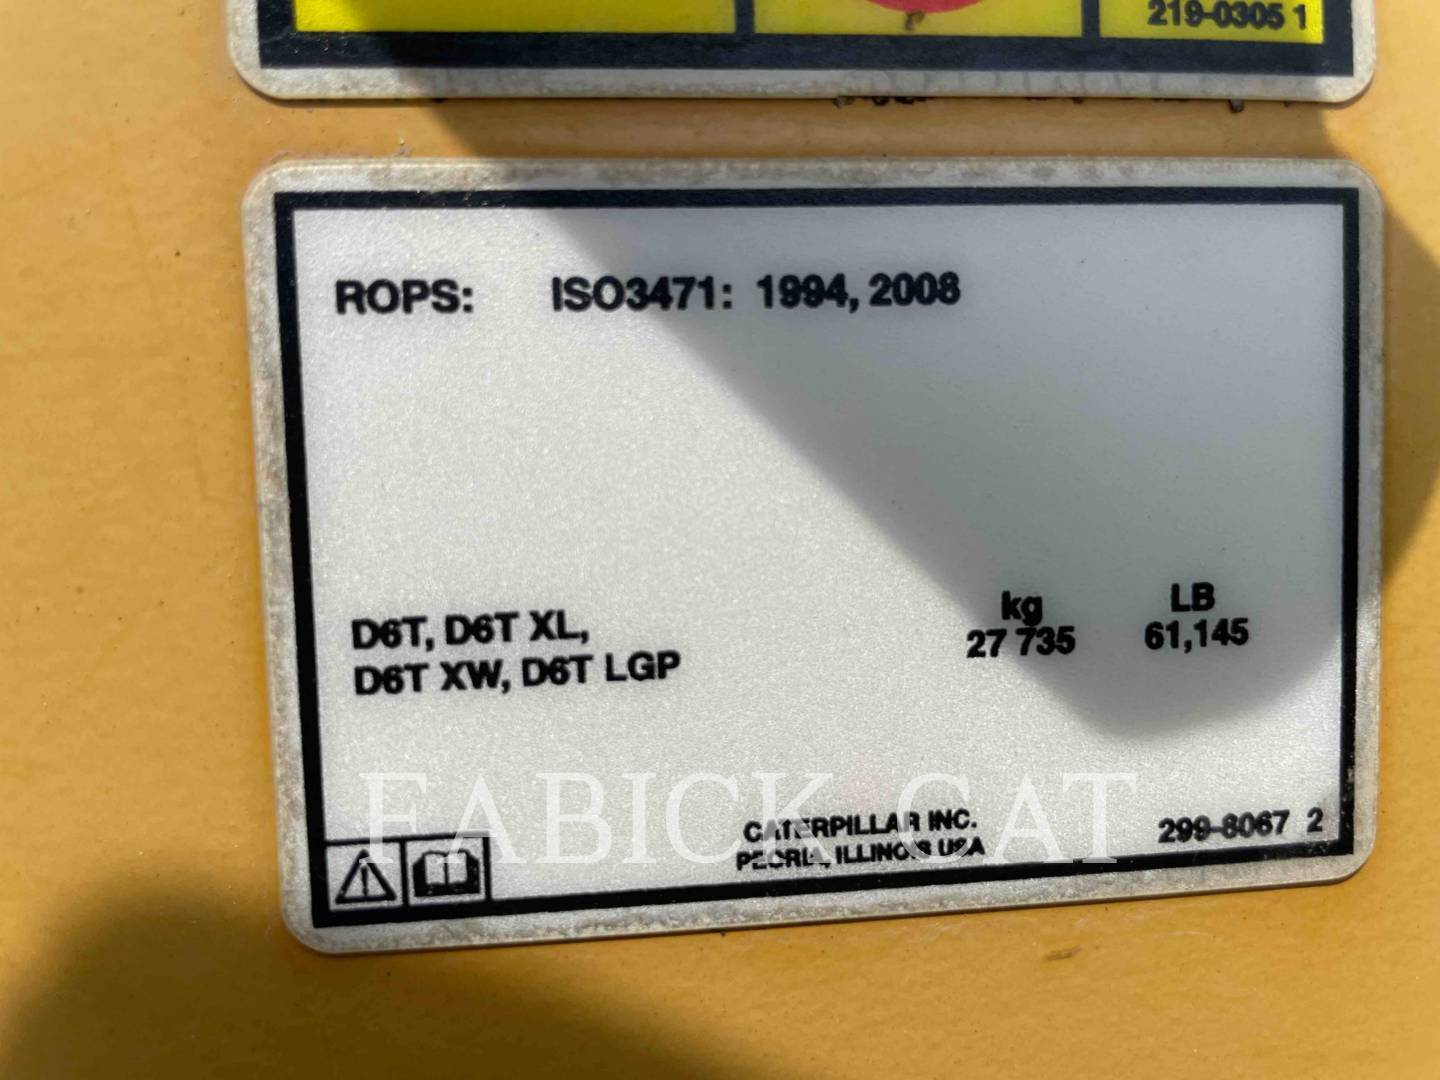 219-0305 1
ROPS: ISO3471: 1994, 2008
kg LB
D6T, D6T XL, 27 735 61,145
D6T XW, D6T LGP
FABICK CAT
CATERPILLAR INC. 299-8067 2
PEORIA, ILLINOIS USA